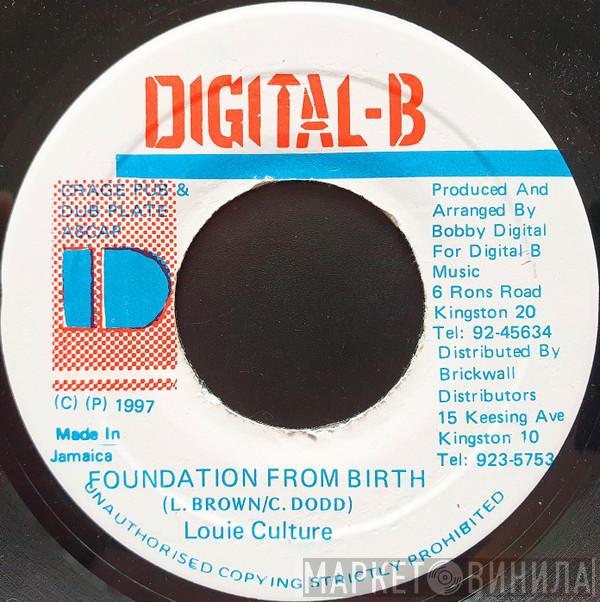 DIGITAL-B
GRAGE PUB &
DUB PLATE
ASCAP
D
(C) (P) 1997
Made In
Jamaica
Produced And
Arranged By
Bobby Digital
For Digital B
Music
6 Rons Road
Kingston 20
Tel: 92-45634
Distributed By
Brickwall
Distributors
15 Keesing Ave
Kingston 10
Tel: 923-5753
FOUNDATION FROM BIRTH
(L. BROWN/C. DODD)
Louie Culture
UNAUTHORISED COPYING STRICTLY PROHIBITED
МАРКЕТ ВИНИЛА